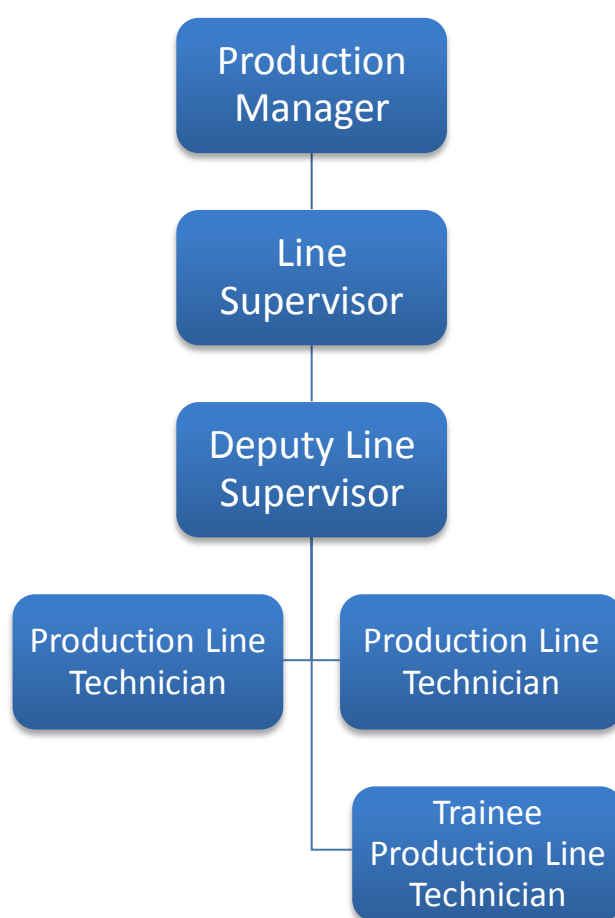 Production
Manager
Line
Supervisor
Deputy Line
Supervisor
Production Line
Technician
Production Line
Technician
Trainee
Production Line
Technician